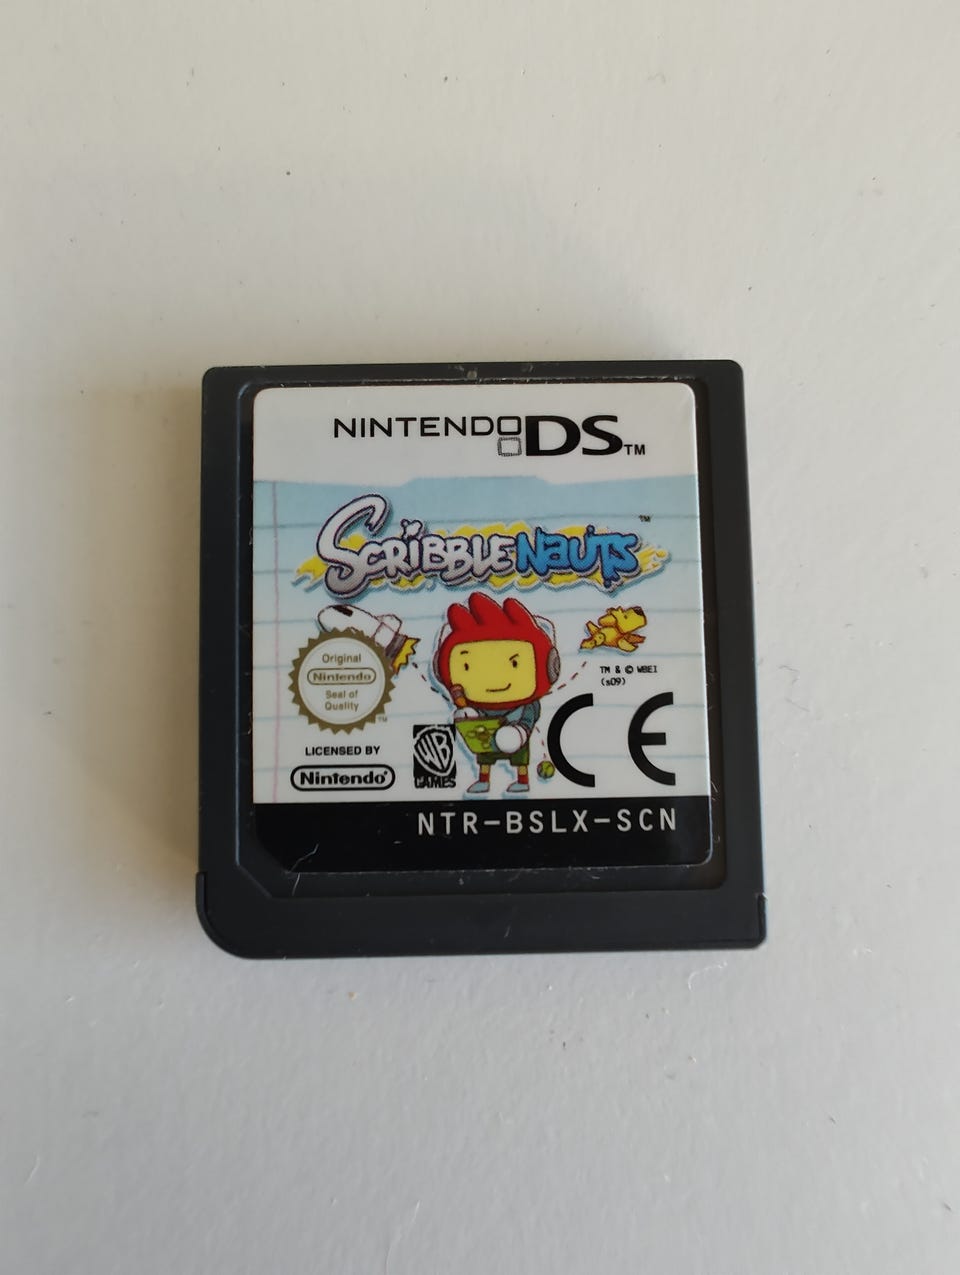 NINTENDO DS™
SCRIBBLENAUTS™
TM & © WBEI
(s09)
Original
Nintendo
Seal of
Quality™
LICENSED BY
Nintendo®
WB
GAMES
CE
NTR-BSLX-SCN